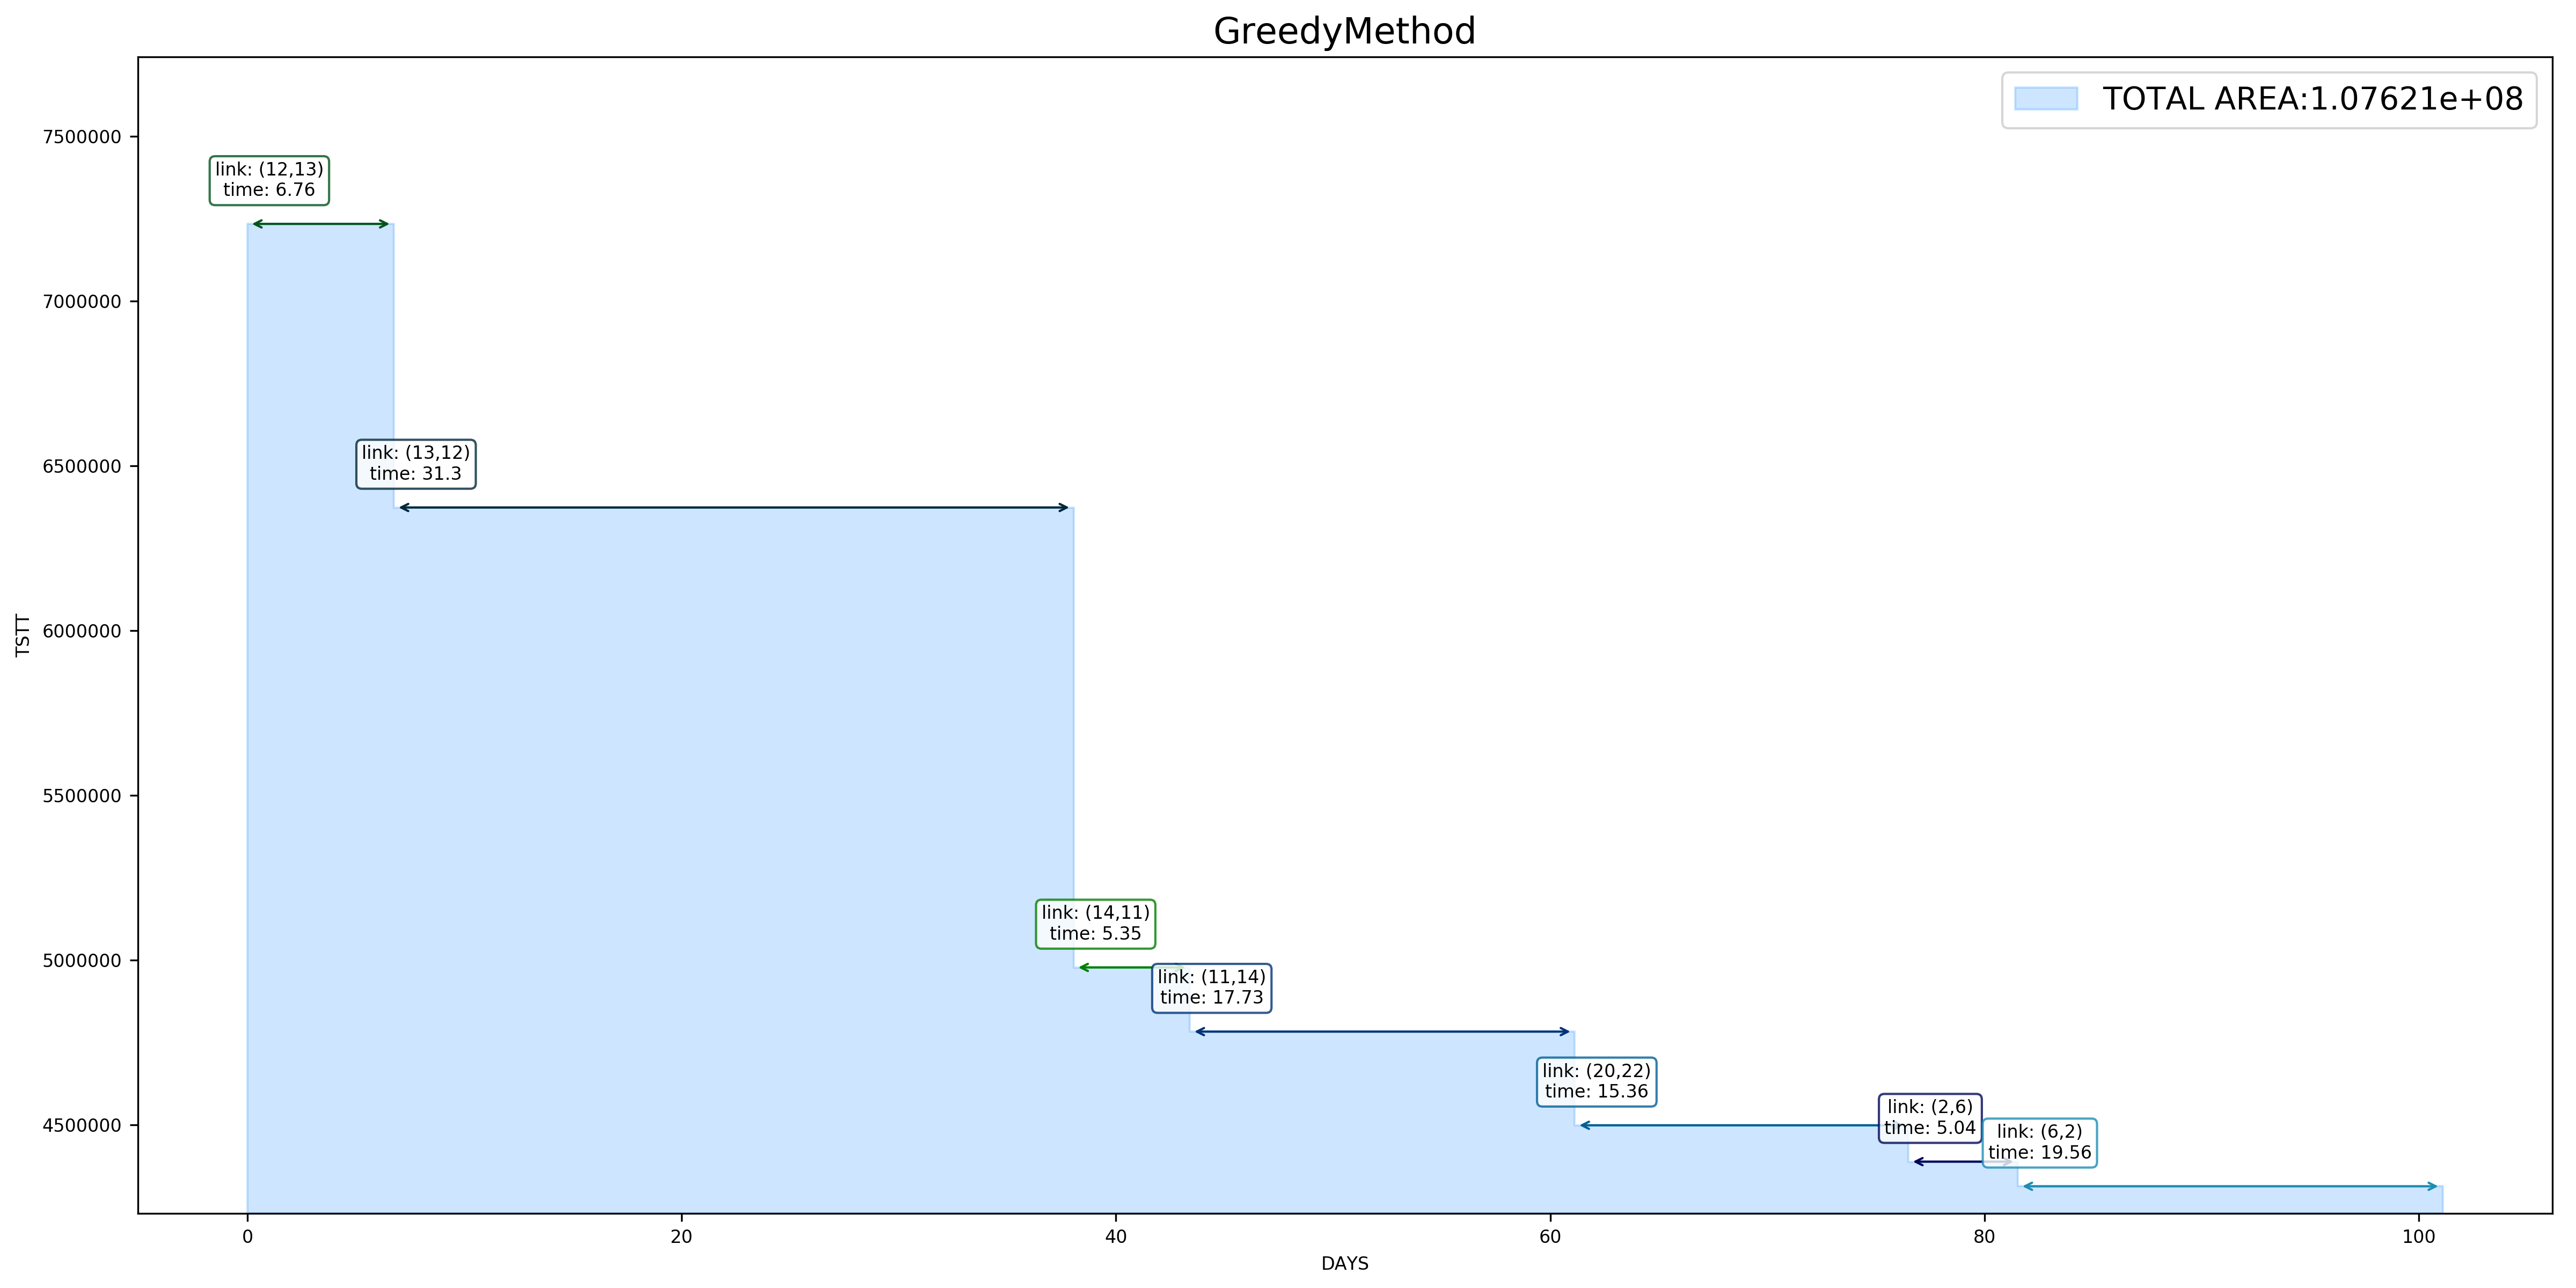 GreedyMethod
TOTAL AREA:1.07621e+08
7500000
7000000
6500000
6000000
5500000
5000000
4500000
TSTT
link: (12,13)
time: 6.76
link: (13,12)
time: 31.3
link: (14,11)
time: 5.35
link: (11,14)
time: 17.73
link: (20,22)
time: 15.36
link: (2,6)
time: 5.04
link: (6,2)
time: 19.56
0
20
40
60
80
100
DAYS